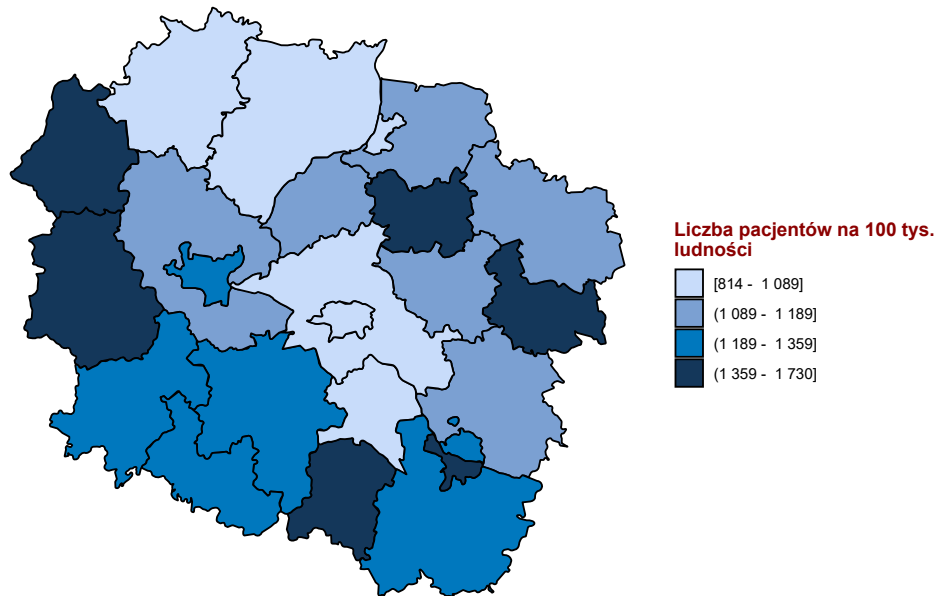 Liczba pacjentów na 100 tys.
ludności
[814 - 1 089]
(1 089 - 1 189]
(1 189 - 1 359]
(1 359 - 1 730]